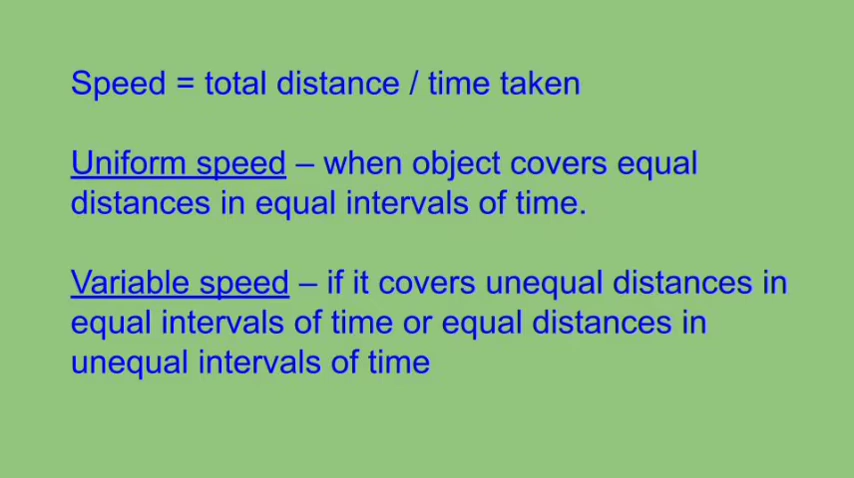 Speed = total distance / time taken
Uniform speed – when object covers equal
distances in equal intervals of time.
Variable speed – if it covers unequal distances in
equal intervals of time or equal distances in
unequal intervals of time